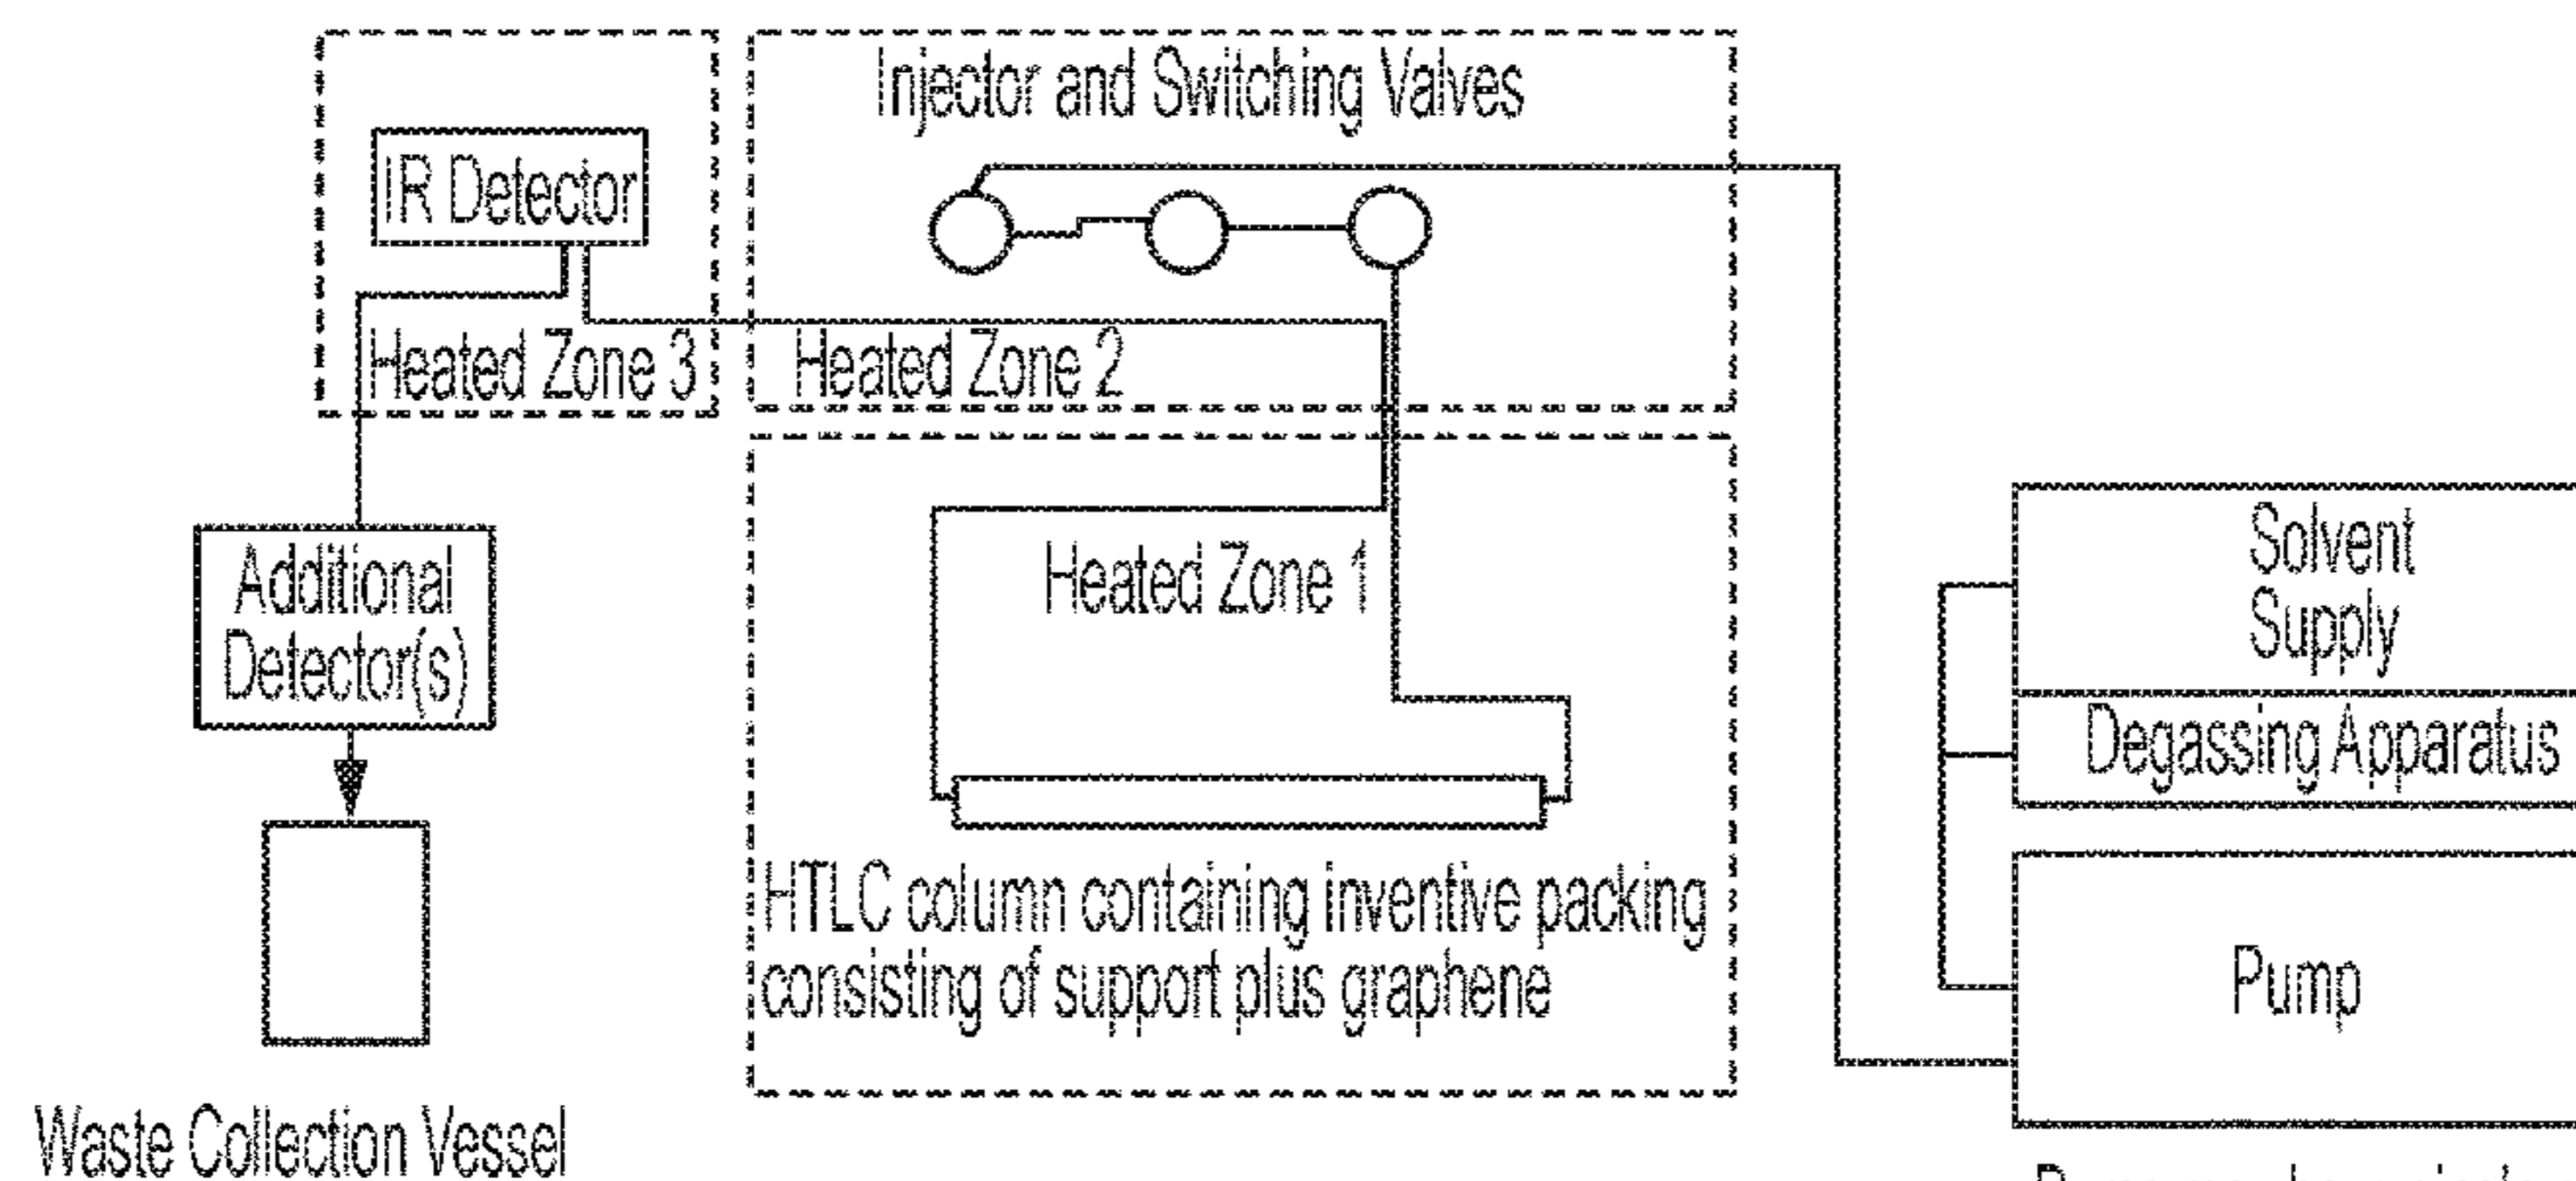 Injector and Switching Valves
IR Detector
Heated Zone 3
Heated Zone 2
Additional
Detector(s)
Heated Zone 1
HTLC column containing inventive packing
consisting of support plus graphene
Waste Collection Vessel
Solvent
Supply
Degassing Apparatus
Pump